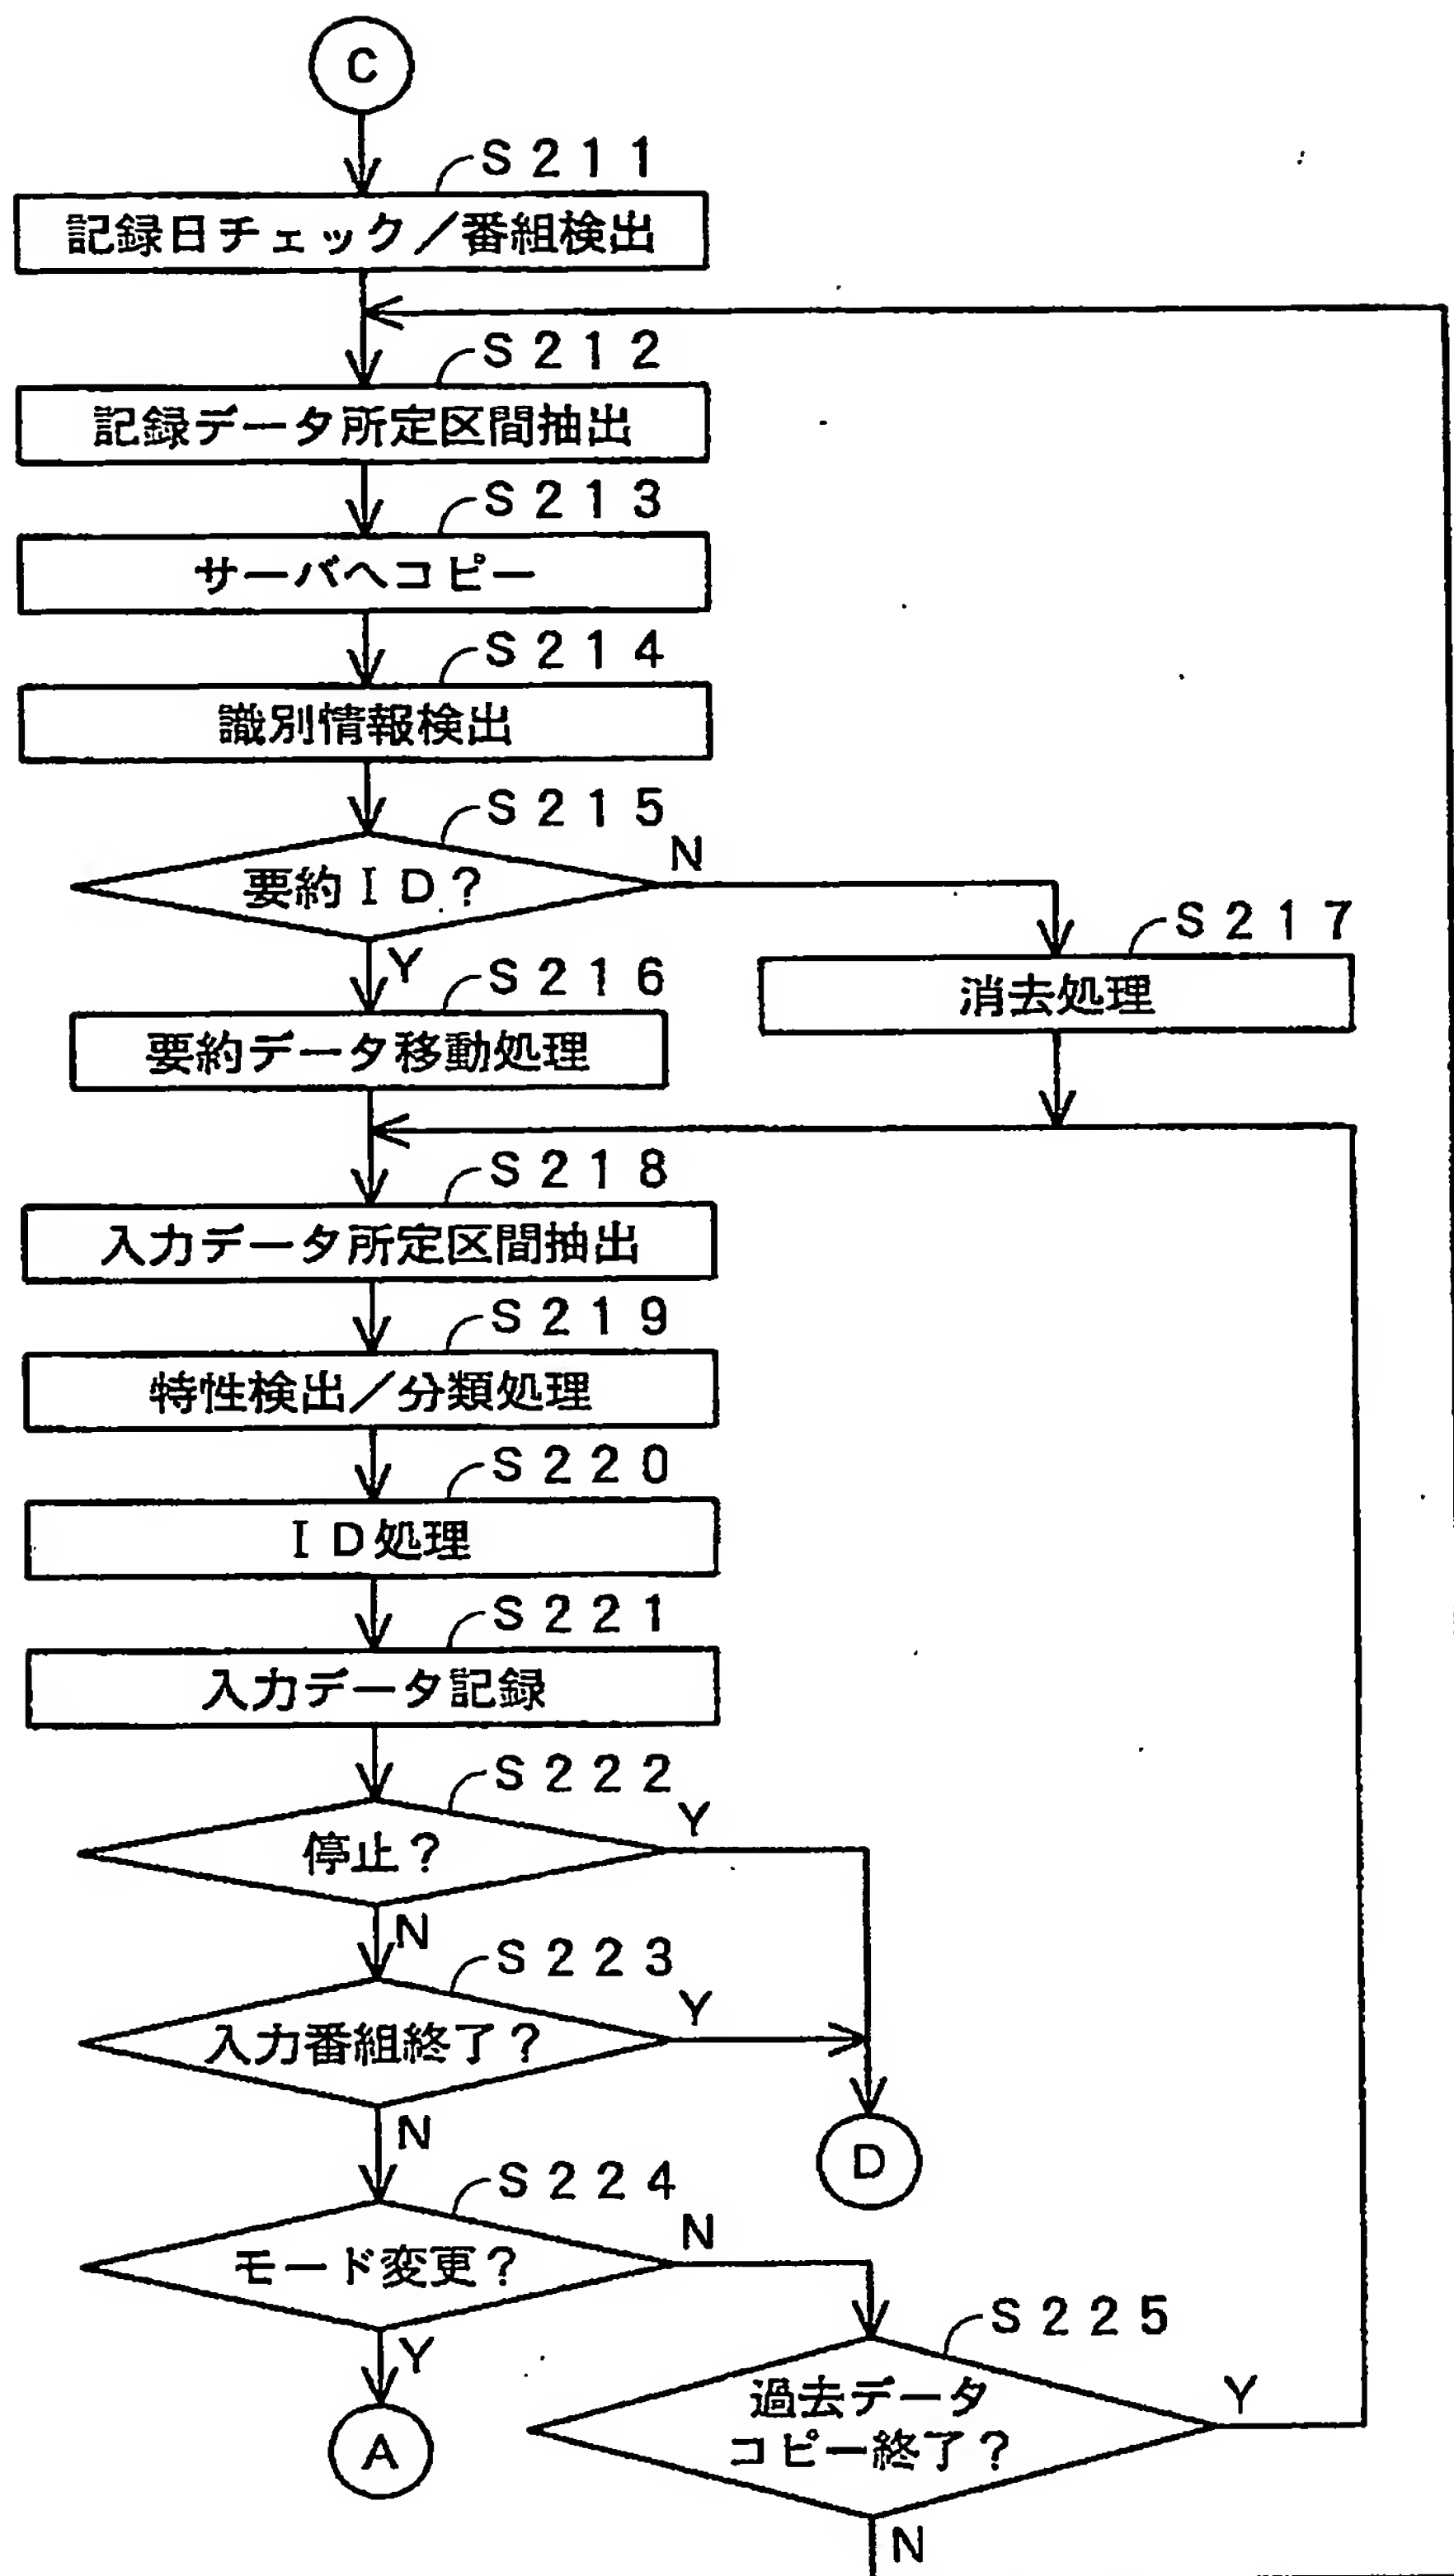 C
S211
記録日チェック／番組検出
S212
記録データ所定区間抽出
S213
サーバへコピー
S214
識別情報検出
S215
要約ID？
N
Y
S217
消去処理
S216
要約データ移動処理
S218
入力データ所定区間抽出
S219
特性検出／分類処理
S220
ID処理
S221
入力データ記録
S222
停止？
Y
N
S223
入力番組終了？
Y
N
D
S224
モード変更？
N
Y
A
S225
過去データ
コピー終了？
Y
N